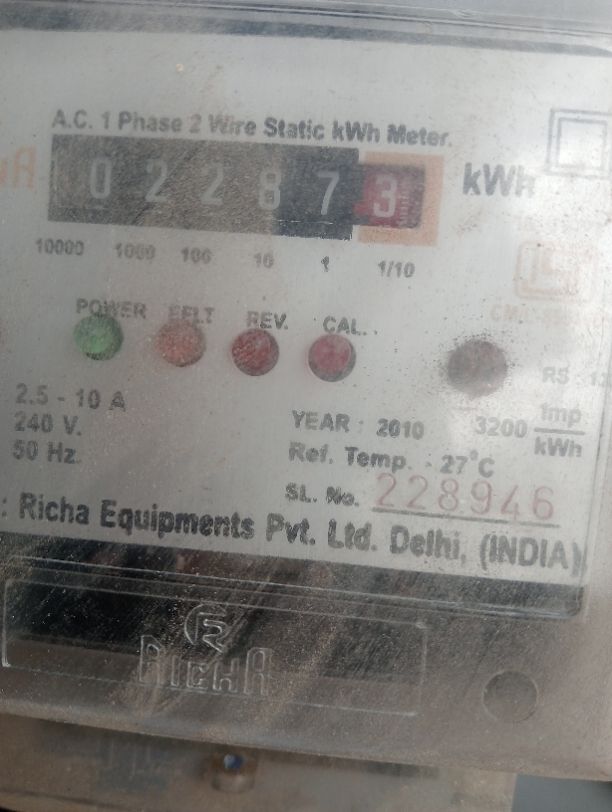 A.C. 1 Phase 2 Wire Static kWh Meter.
0 2 2 8 7 3 kWh
10000 1000 100 10 1 1/10
POWER EFLT REV. CAL.
2.5 - 10 A
240 V.
50 Hz
YEAR : 2010 3200 Imp/kWh
Ref. Temp. - 27°C
SL. No. 228946
: Richa Equipments Pvt. Ltd. Delhi, (INDIA)
RICHA